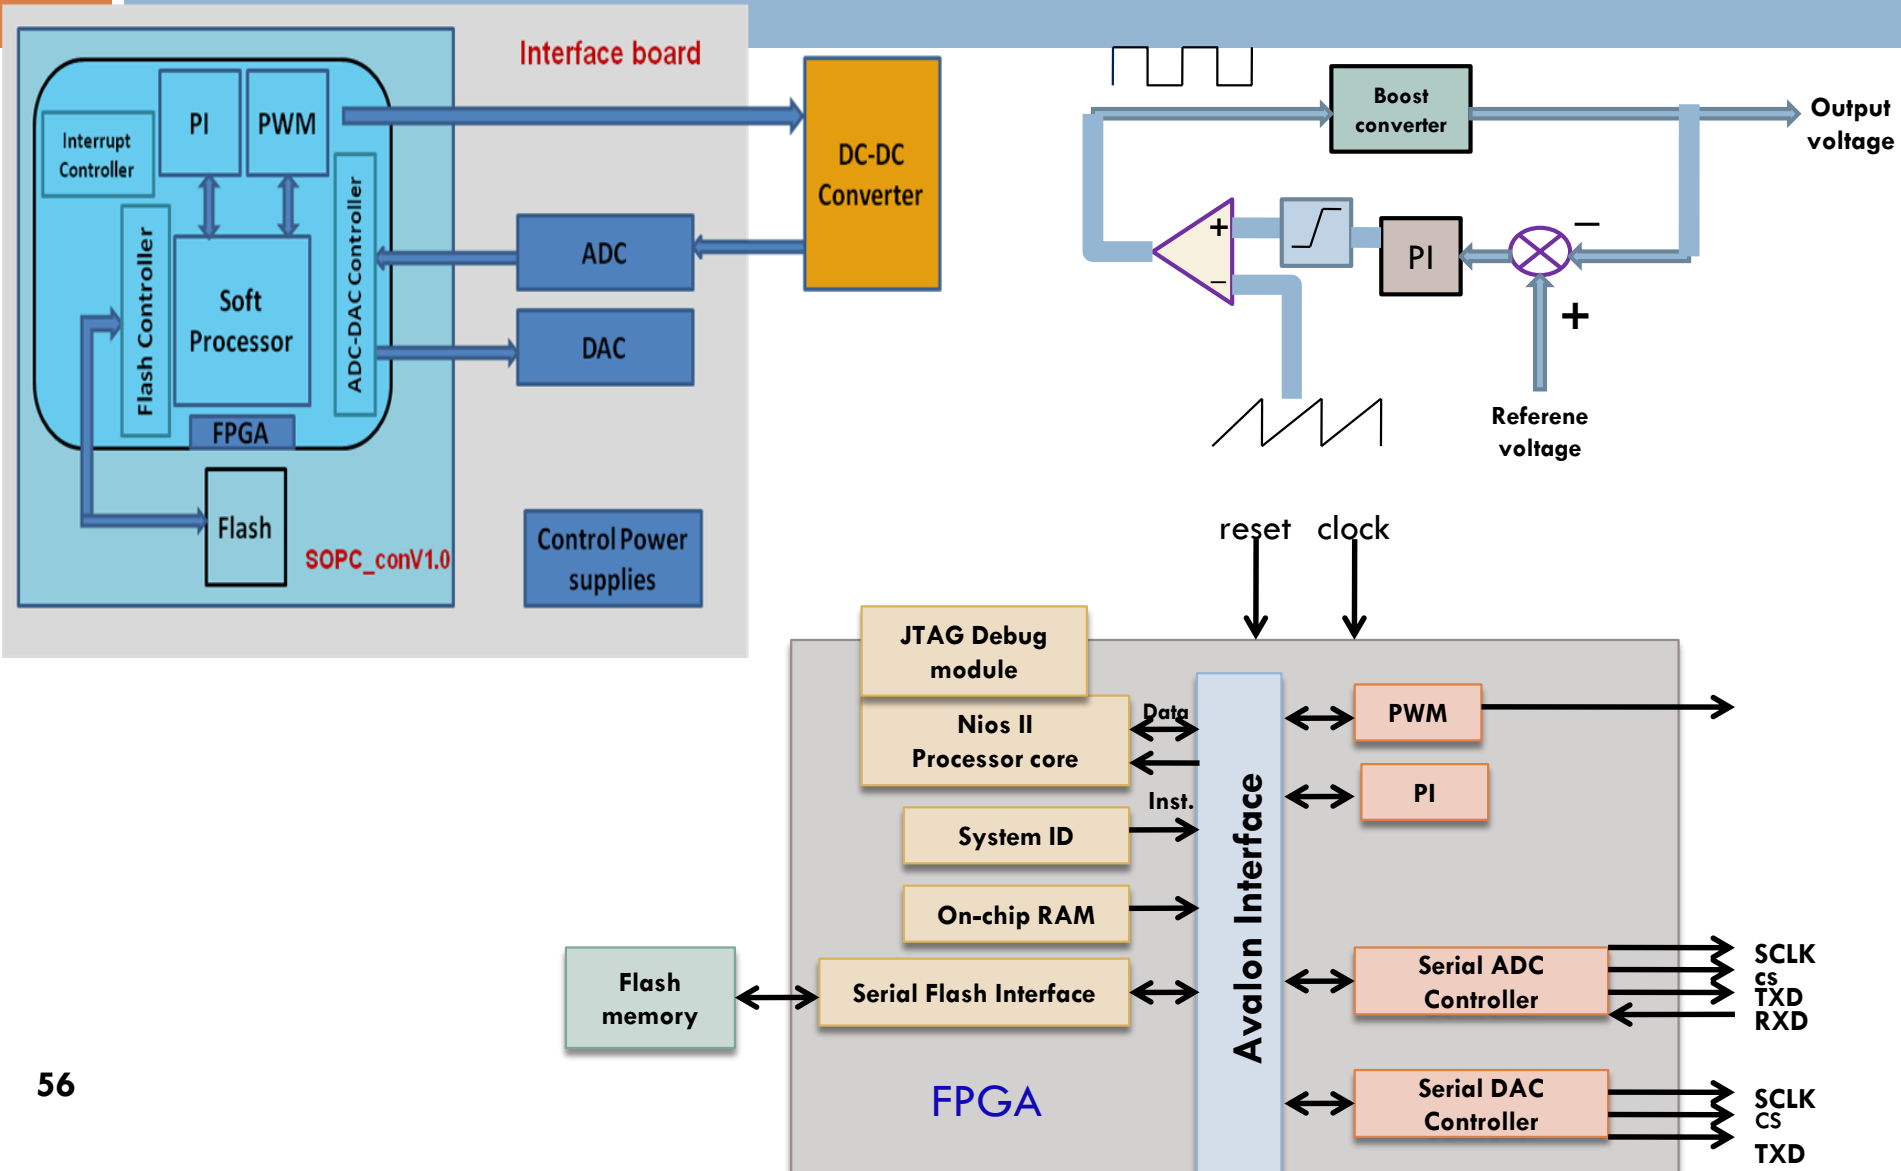 Interface board
PI
PWM
Interrupt
Controller
Flash Controller
Soft
Processor
ADC-DAC Controller
FPGA
Flash
SOPC_conV1.0
ADC
DAC
DC-DC
Converter
Control Power
supplies
Boost
converter
Output
voltage
+
−
PI
−
+
Referene
voltage
reset
clock
JTAG Debug
module
Nios II
Processor core
Data
Inst.
System ID
On-chip RAM
Serial Flash Interface
Flash
memory
Avalon Interface
PWM
PI
Serial ADC
Controller
SCLK
cs
TXD
RXD
Serial DAC
Controller
SCLK
CS
TXD
FPGA
56